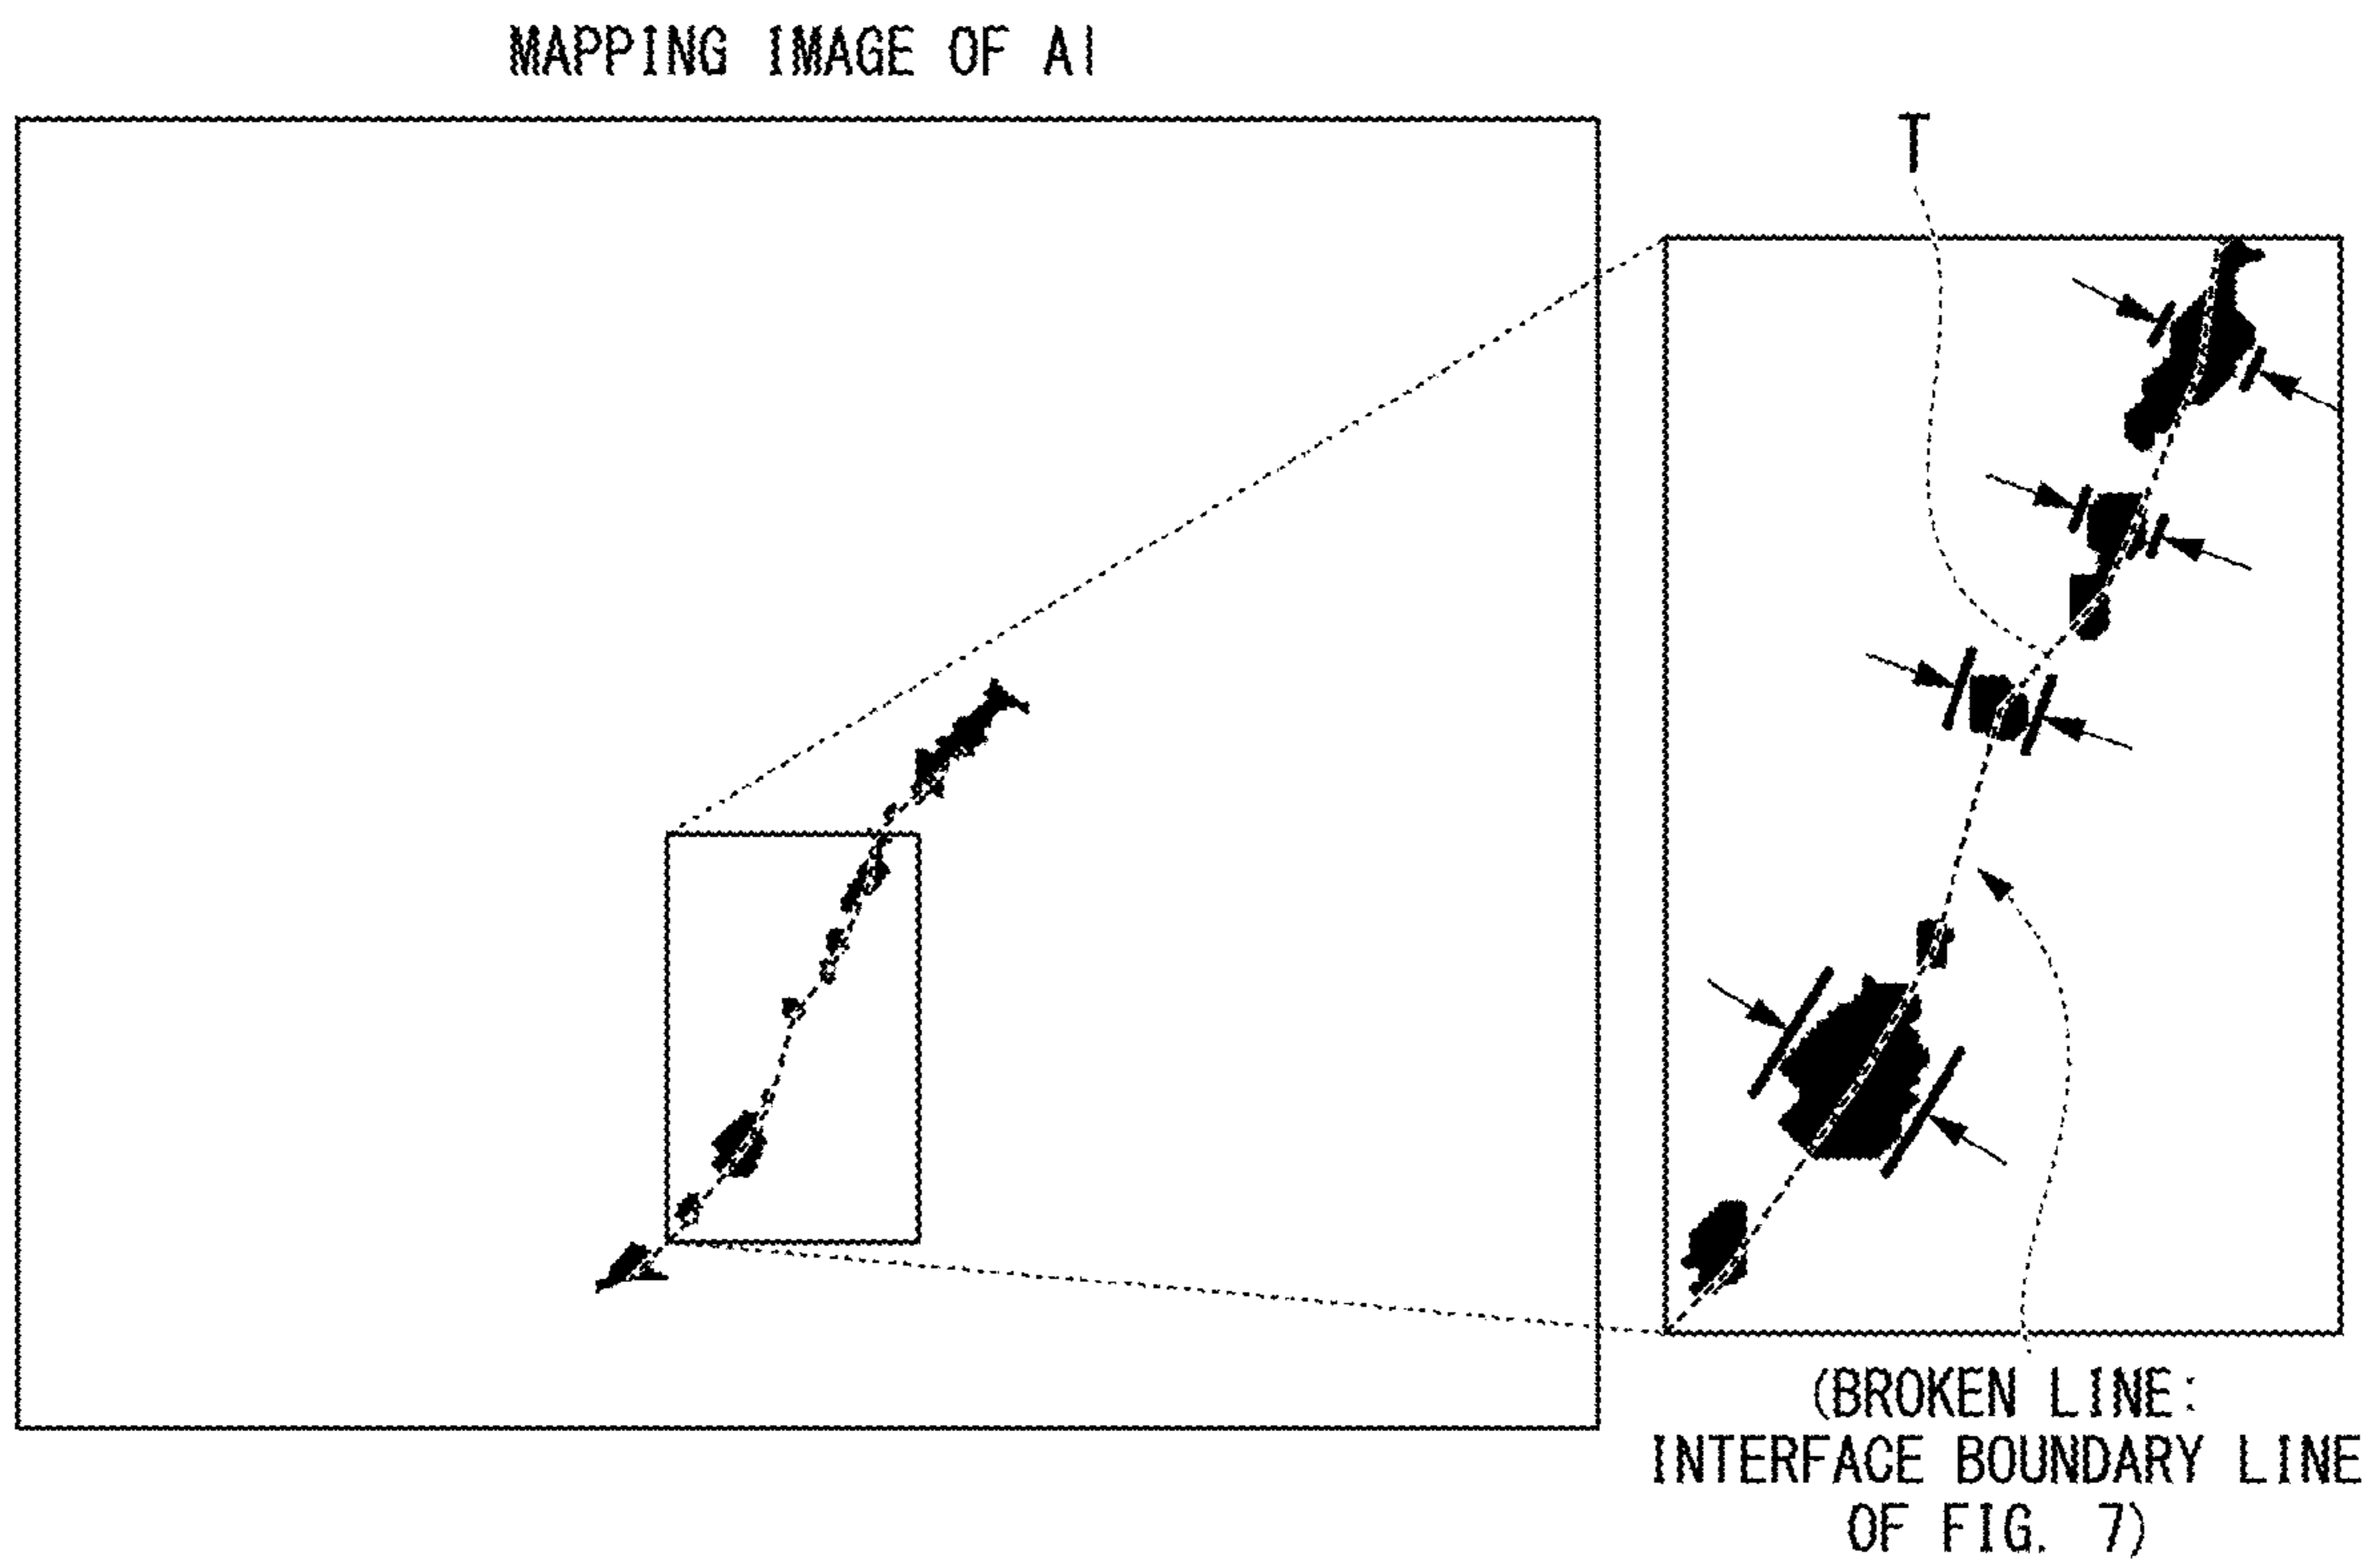 MAPPING IMAGE OF Al
T
(BROKEN LINE:
INTERFACE BOUNDARY LINE
OF FIG. 7)